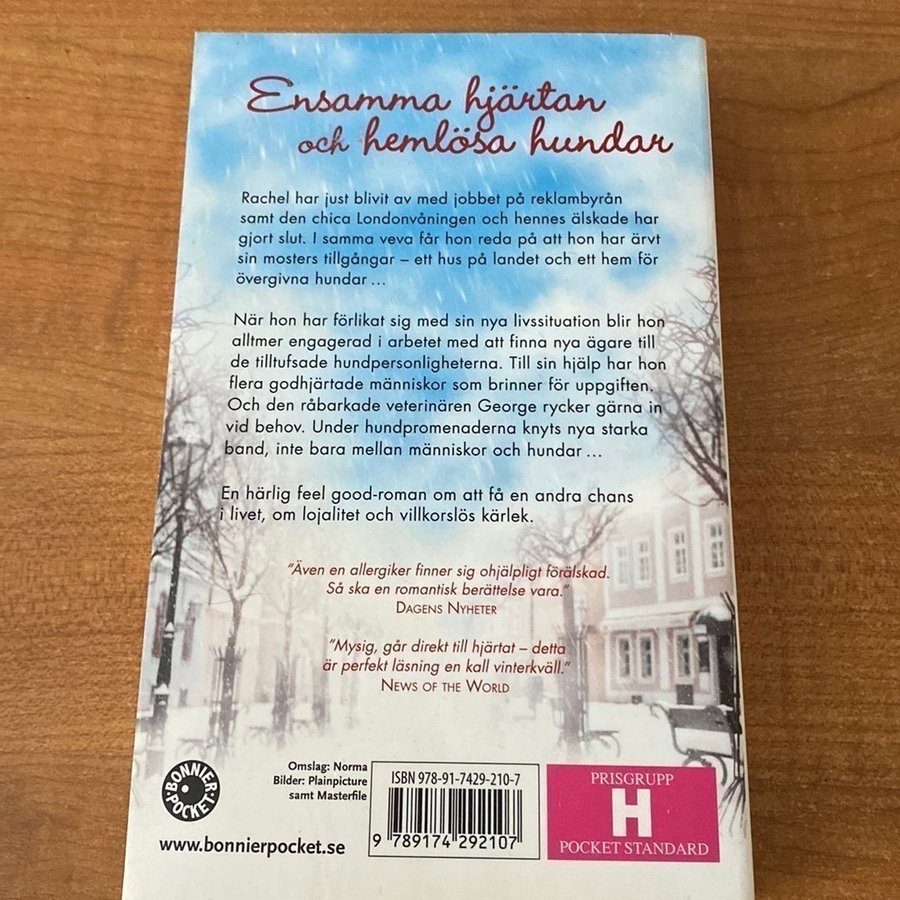 Ensamma hjärtan
och hemlösa hundar
Rachel har just blivit av med jobbet på reklambyrån
samt den chica Londonvåningen och hennes älskade har
gjort slut. I samma veva får hon reda på att hon har ärvt
sin mosters tillgångar – ett hus på landet och ett hem för
övergivna hundar ...
När hon har förlikat sig med sin nya livssituation blir hon
alltmer engagerad i arbetet med att finna nya ägare till
de tilltufsade hundpersonligheterna. Till sin hjälp har hon
flera godhjärtade människor som brinner för uppgiften.
Och den råbarkade veterinären George rycker gärna in
vid behov. Under hundpromenaderna knyts nya starka
band, inte bara mellan människor och hundar ...
En härlig feel good-roman om att få en andra chans
i livet, om lojalitet och villkorslös kärlek.
"Även en allergiker finner sig ohjälpligt förälskad.
Så ska en romantisk berättelse vara."
Dagens Nyheter
"Mysig, går direkt till hjärtat – detta
är perfekt läsning en kall vinterkväll."
News of the World
BONNIER
POCKET
www.bonnierpocket.se
Omslag: Norma
Bilder: Plainpicture
samt Masterfile
ISBN 978-91-7429-210-7
9 789174 292107
PRISGRUPP
H
POCKET STANDARD